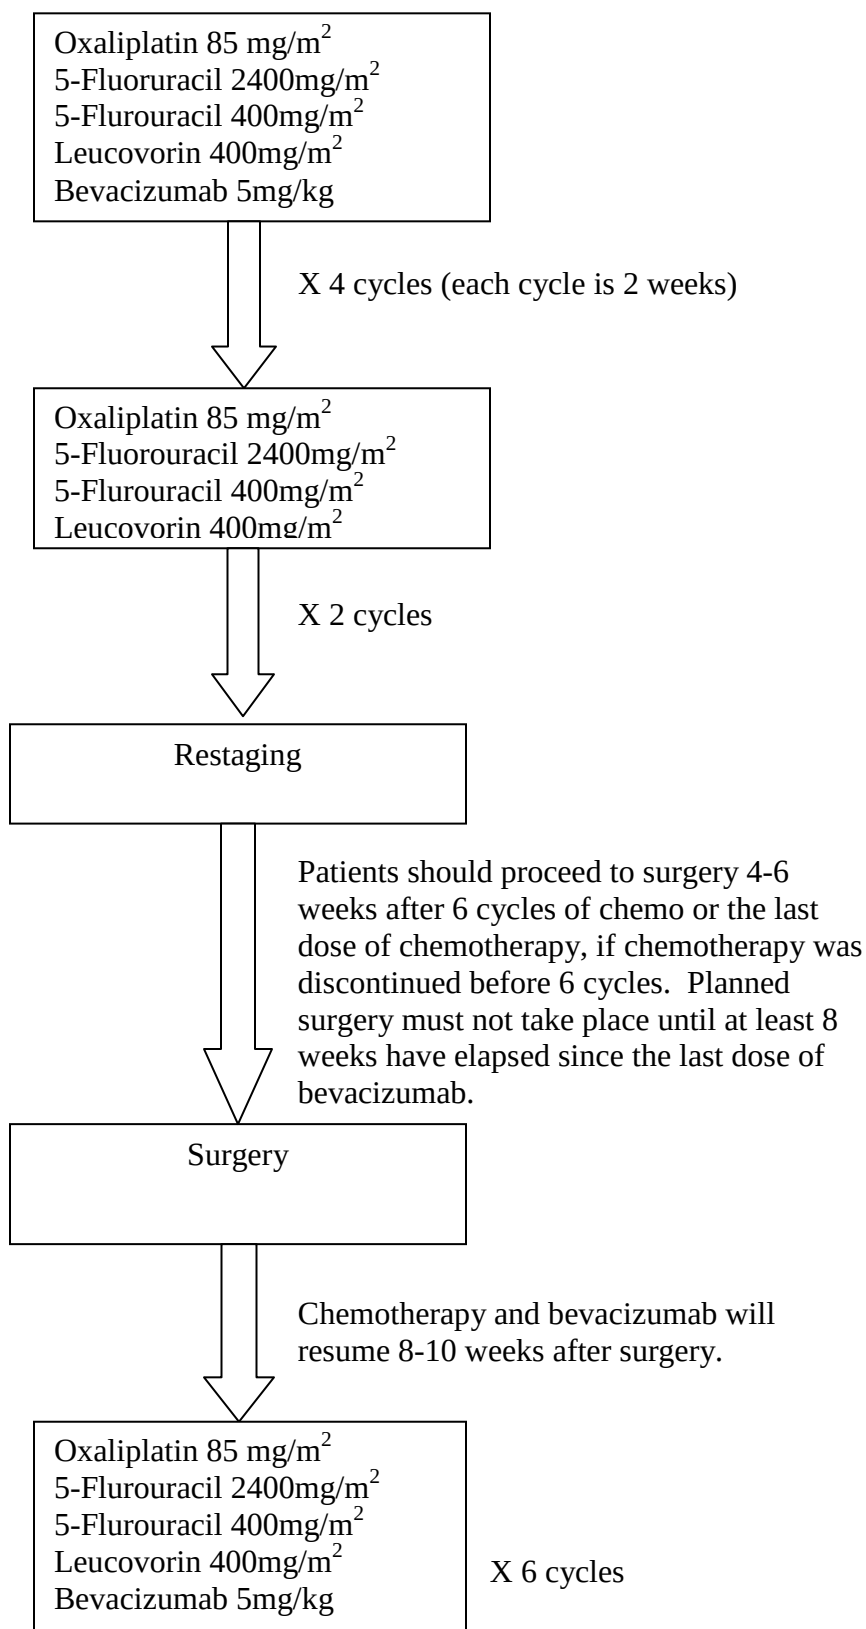 Oxaliplatin 85 mg/m²
5-Fluoruracil 2400mg/m²
5-Flurouracil 400mg/m²
Leucovorin 400mg/m²
Bevacizumab 5mg/kg
X 4 cycles (each cycle is 2 weeks)
Oxaliplatin 85 mg/m²
5-Fluorouracil 2400mg/m²
5-Flurouracil 400mg/m²
Leucovorin 400mg/m²
X 2 cycles
Restaging
Patients should proceed to surgery 4-6
weeks after 6 cycles of chemo or the last
dose of chemotherapy, if chemotherapy was
discontinued before 6 cycles.  Planned
surgery must not take place until at least 8
weeks have elapsed since the last dose of
bevacizumab.
Surgery
Chemotherapy and bevacizumab will
resume 8-10 weeks after surgery.
Oxaliplatin 85 mg/m²
5-Flurouracil 2400mg/m²
5-Flurouracil 400mg/m²
Leucovorin 400mg/m²
Bevacizumab 5mg/kg
X 6 cycles